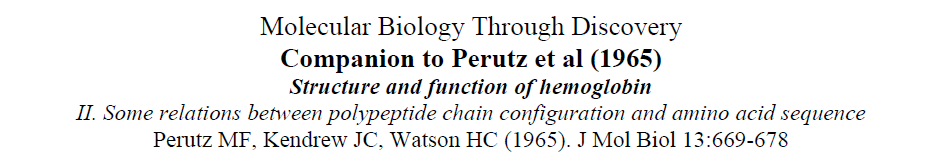 Molecular Biology Through Discovery
Companion to Perutz et al (1965)
Structure and function of hemoglobin
II. Some relations between polypeptide chain configuration and amino acid sequence
Perutz MF, Kendrew JC, Watson HC (1965). J Mol Biol 13:669-678